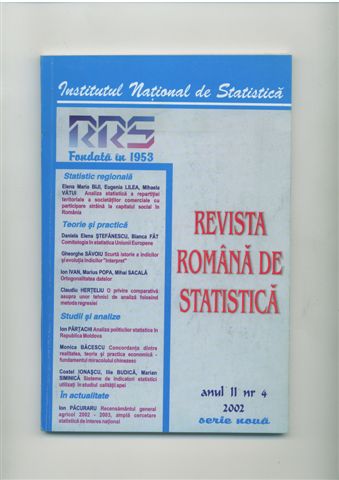 Institutul Național de Statistică
RRS
Fondată în 1953
Statistic regională
Elena Maria BIJI, Eugenia LILEA, Mihaela
VĂTUI Analiza statistică a repartiției
teritoriale a societăților comerciale cu
participare străină la capitalul social în
România
Teorie și practică
Daniela Elena ȘTEFĂNESCU, Bianca FĂT
Comitologia în statistica Uniunii Europene
Gheorghe SĂVOIU Scurtă istorie a indicilor
și evoluția indicilor "Interpret"
Ion IVAN, Marius POPA, Mihai SACALĂ
Ortogonalitatea datelor
Claudiu HERȚELIU O privire comparativă
asupra unor tehnici de analiză folosind
metoda regresiei
Studii și analize
Ion PÂRȚACHI Analiza politicilor statistice în
Republica Moldova
Monica BĂCESCU Concordanța dintre
realitatea, teoria și practica economică -
fundamentul miracolului chinezesc
Costel IONAȘCU, Ilie BUDICĂ, Marian
SIMINICĂ Sisteme de indicatori statistici
utilizați în studiul calității apei
În actualitate
Ion PĂCURARU Recensământul general
agricol 2002 - 2003, amplă cercetare
statistică de interes național
REVISTA
ROMÂNĂ DE
STATISTICĂ
anul LI nr 4
2002
serie nouă